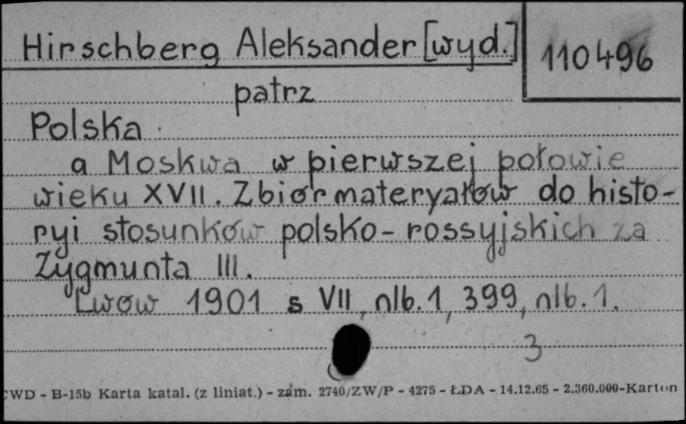 Hirschberg Aleksander [wyd.] 110496
patrz
Polska
a Moskwa w pierwszej połowie
wieku XVII. Zbiór materyałów do histo-
ryi stosunków polsko-rossyjskich za
Zygmunta III.
Lwów 1901 s VII, nlb. 1, 399, nlb. 1.
3
CWD - B-15b Karta katal. (z liniat.) - zam. 2740/ZW/P - 4275 - ŁDA - 14.12.65 - 2.360.000-Karton